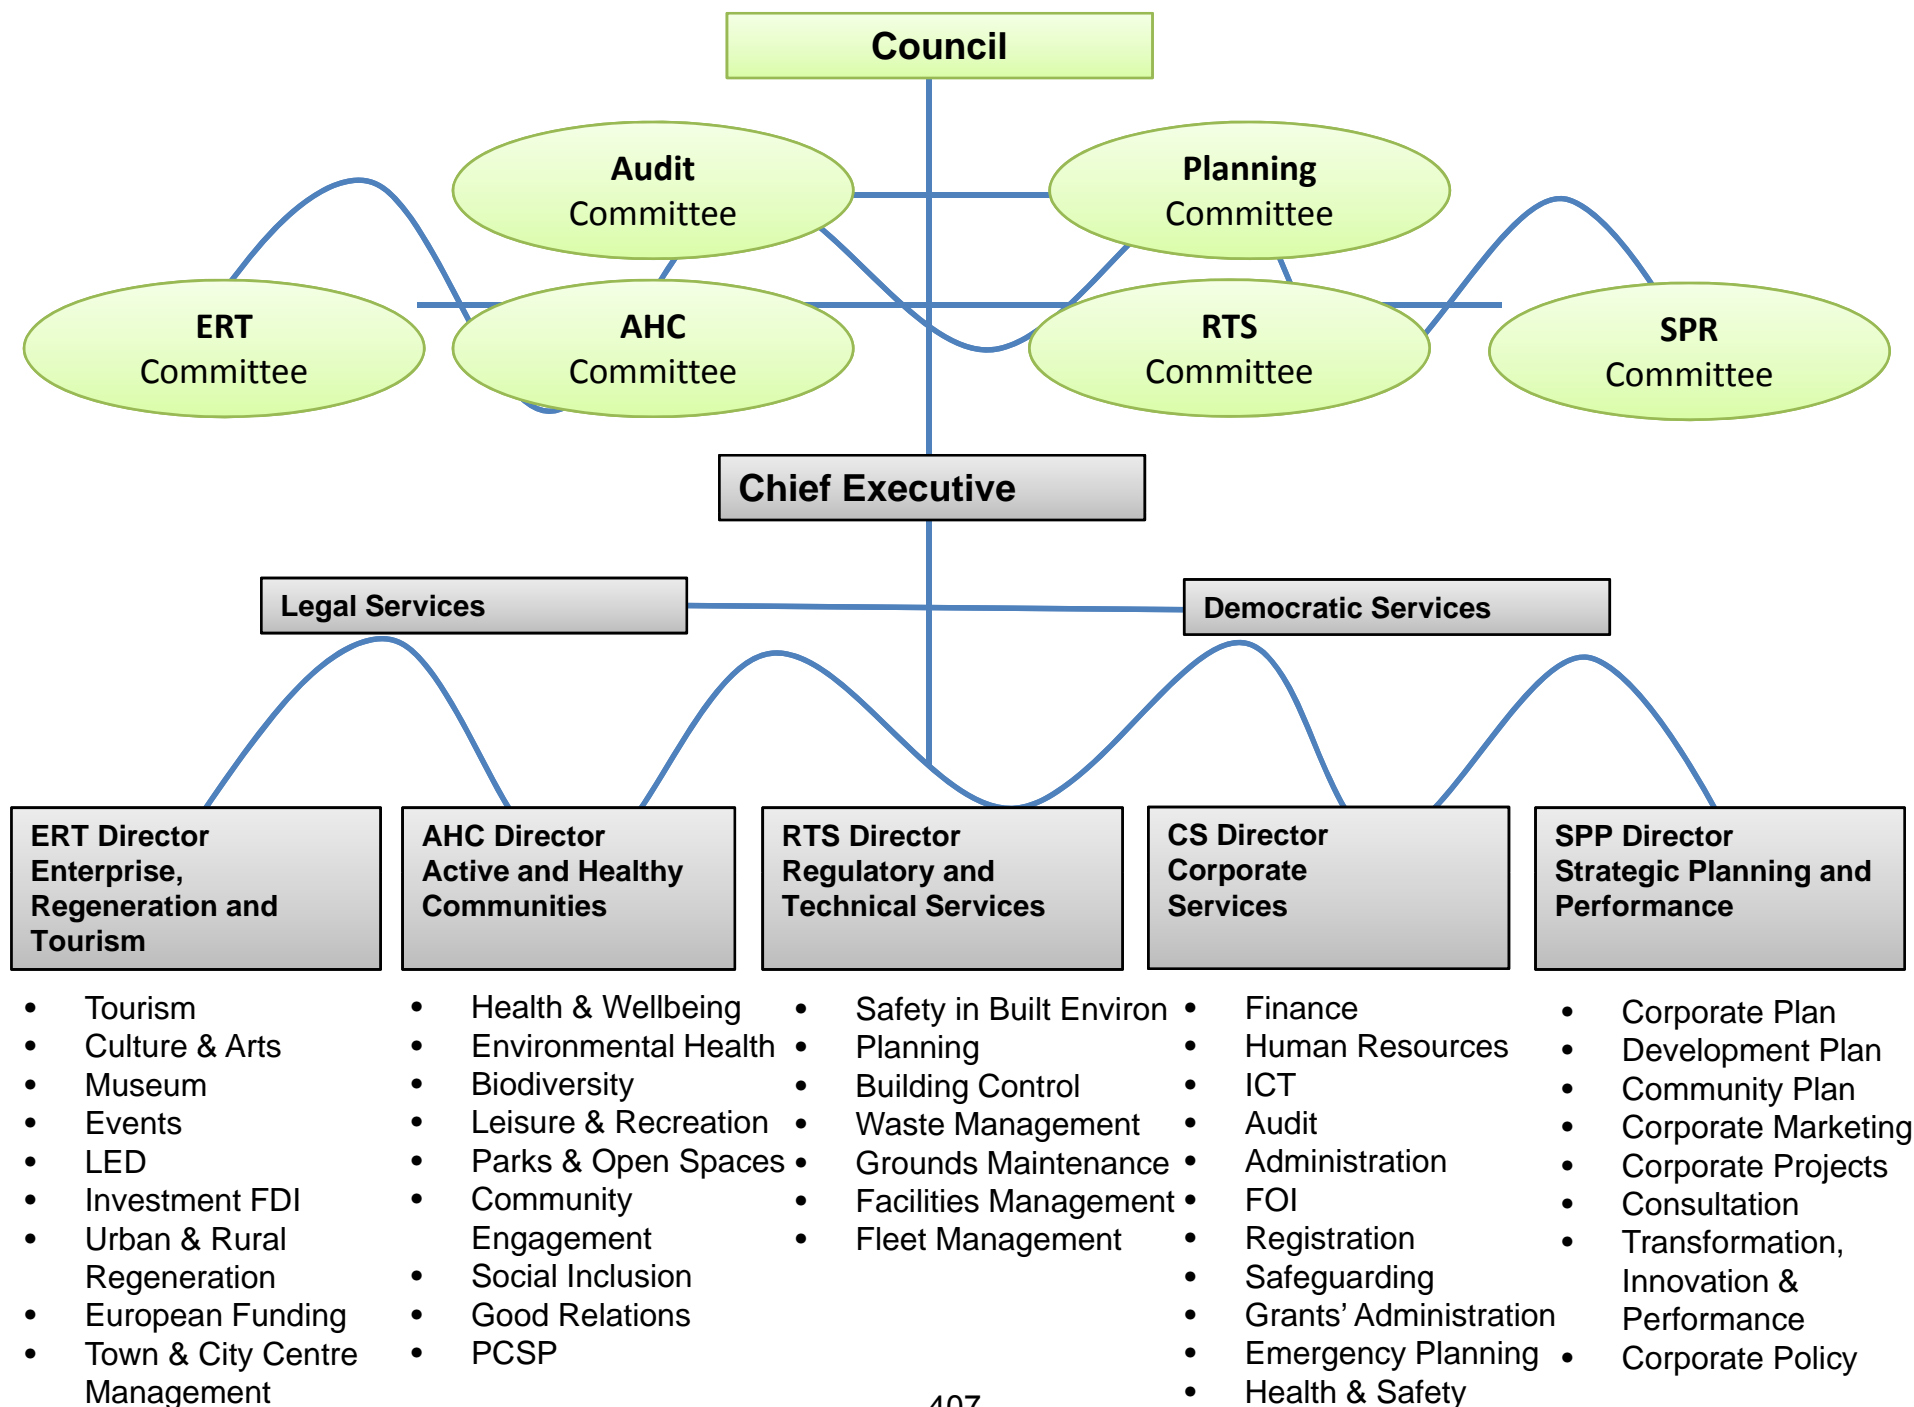 Council
Audit
Committee
Planning
Committee
ERT
Committee
AHC
Committee
RTS
Committee
SPR
Committee
Chief Executive
Legal Services
Democratic Services
ERT Director
Enterprise,
Regeneration and
Tourism
AHC Director
Active and Healthy
Communities
RTS Director
Regulatory and
Technical Services
CS Director
Corporate
Services
SPP Director
Strategic Planning and
Performance
• Tourism
• Culture & Arts
• Museum
• Events
• LED
• Investment FDI
• Urban & Rural
Regeneration
• European Funding
• Town & City Centre
Management
• Health & Wellbeing
• Environmental Health
• Biodiversity
• Leisure & Recreation
• Parks & Open Spaces
• Community
Engagement
• Social Inclusion
• Good Relations
• PCSP
• Safety in Built Environ
• Planning
• Building Control
• Waste Management
• Grounds Maintenance
• Facilities Management
• Fleet Management
• Finance
• Human Resources
• ICT
• Audit
• Administration
• FOI
• Registration
• Safeguarding
• Grants’ Administration
• Emergency Planning
• Health & Safety
• Corporate Plan
• Development Plan
• Community Plan
• Corporate Marketing
• Corporate Projects
• Consultation
• Transformation,
Innovation &
Performance
• Corporate Policy
407